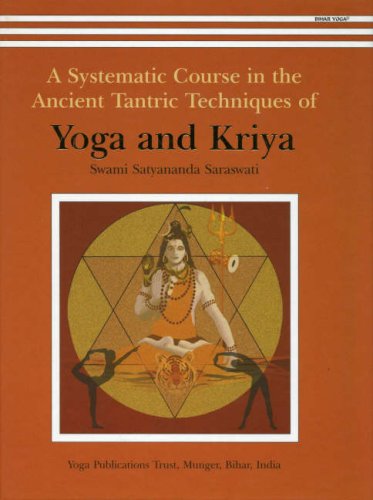 BIHAR YOGA®
A Systematic Course in the
Ancient Tantric Techniques of
Yoga and Kriya
Swami Satyananda Saraswati
Yoga Publications Trust, Munger, Bihar, India